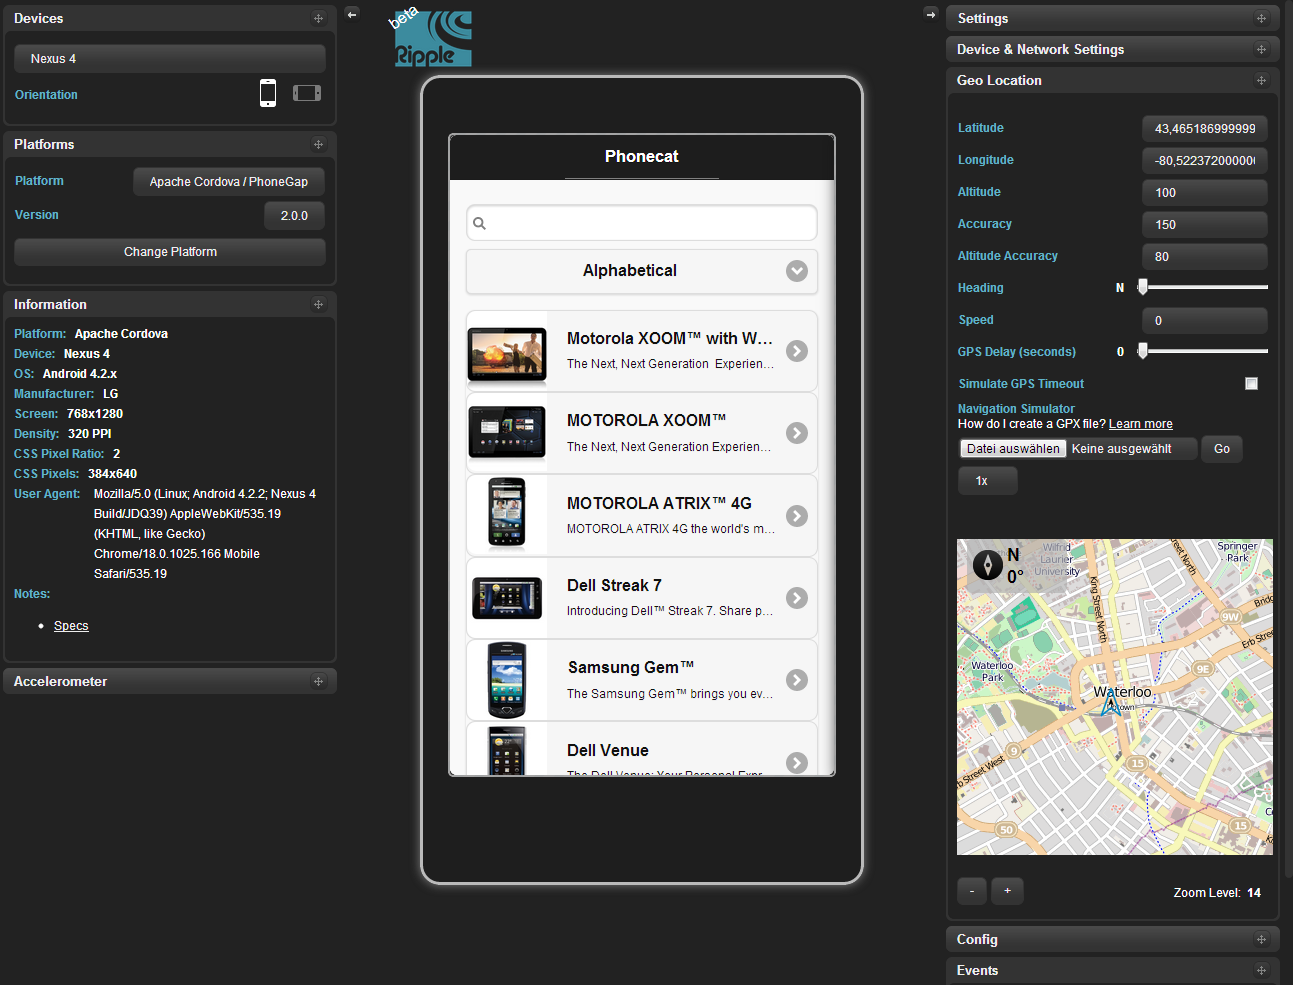 Devices
Nexus 4
Orientation
Platforms
Platform
Apache Cordova / PhoneGap
Version
2.0.0
Change Platform
Information
Platform: Apache Cordova
Device: Nexus 4
OS: Android 4.2.x
Manufacturer: LG
Screen: 768x1280
Density: 320 PPI
CSS Pixel Ratio: 2
CSS Pixels: 384x640
User Agent: Mozilla/5.0 (Linux; Android 4.2.2; Nexus 4
Build/JDQ39) AppleWebKit/535.19
(KHTML, like Gecko)
Chrome/18.0.1025.166 Mobile
Safari/535.19
Notes:
Specs
Accelerometer
beta
Ripple
Phonecat
Alphabetical
Motorola XOOM™ with W...
The Next, Next Generation Experien...
MOTOROLA XOOM™
The Next, Next Generation Experien...
MOTOROLA ATRIX™ 4G
MOTOROLA ATRIX 4G the world's m...
Dell Streak 7
Introducing Dell™ Streak 7. Share p...
Samsung Gem™
The Samsung Gem™ brings you ev...
Dell Venue
The Dell Venue: Your Personal Expr
Settings
Device & Network Settings
Geo Location
Latitude
43,465186999999
Longitude
-80,522372000000
Altitude
100
Accuracy
150
Altitude Accuracy
80
Heading
N
Speed
0
GPS Delay (seconds)
0
Simulate GPS Timeout
Navigation Simulator
How do I create a GPX file? Learn more
Datei auswählen Keine ausgewählt
Go
1x
N
0°
Wilfrid
Laurier
University
Springer
Park
King Street North
Street North
Bridge
9W
Erb Stree
9E
Waterloo
Park
Waterloo
9
15
Erb Street West
50
15
-
+
Zoom Level: 14
Config
Events